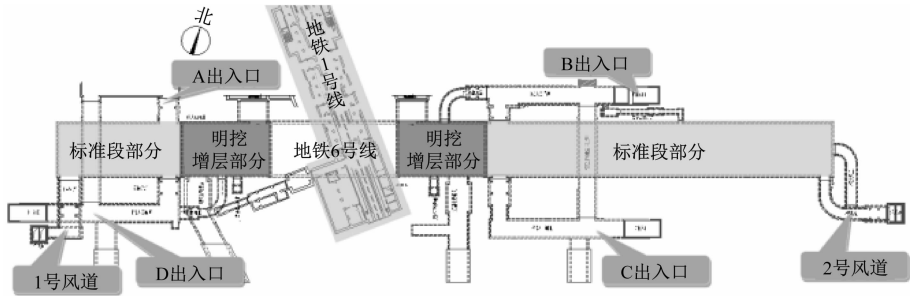 北
A出入口
地铁1号线
B出入口
标准段部分
明挖
增层部分
地铁6号线
明挖
增层部分
标准段部分
1号风道
D出入口
C出入口
2号风道